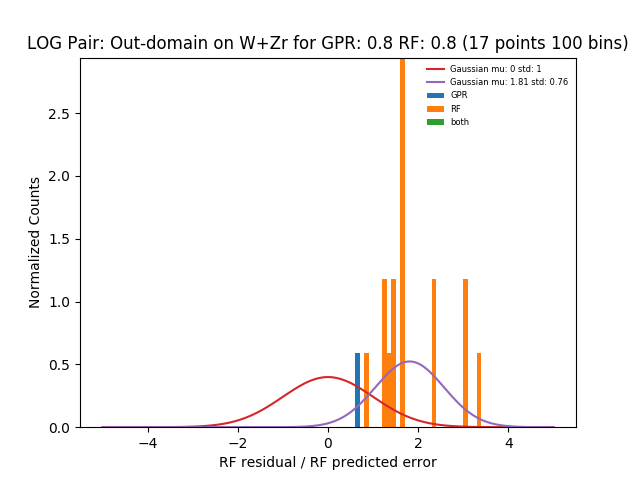 LOG Pair: Out-domain on W+Zr for GPR: 0.8 RF: 0.8 (17 points 100 bins)
Gaussian mu: 0 std: 1
Gaussian mu: 1.81 std: 0.76
GPR
RF
both
Normalized Counts
2.5
2.0
1.5
1.0
0.5
0.0
−4
−2
0
2
4
RF residual / RF predicted error